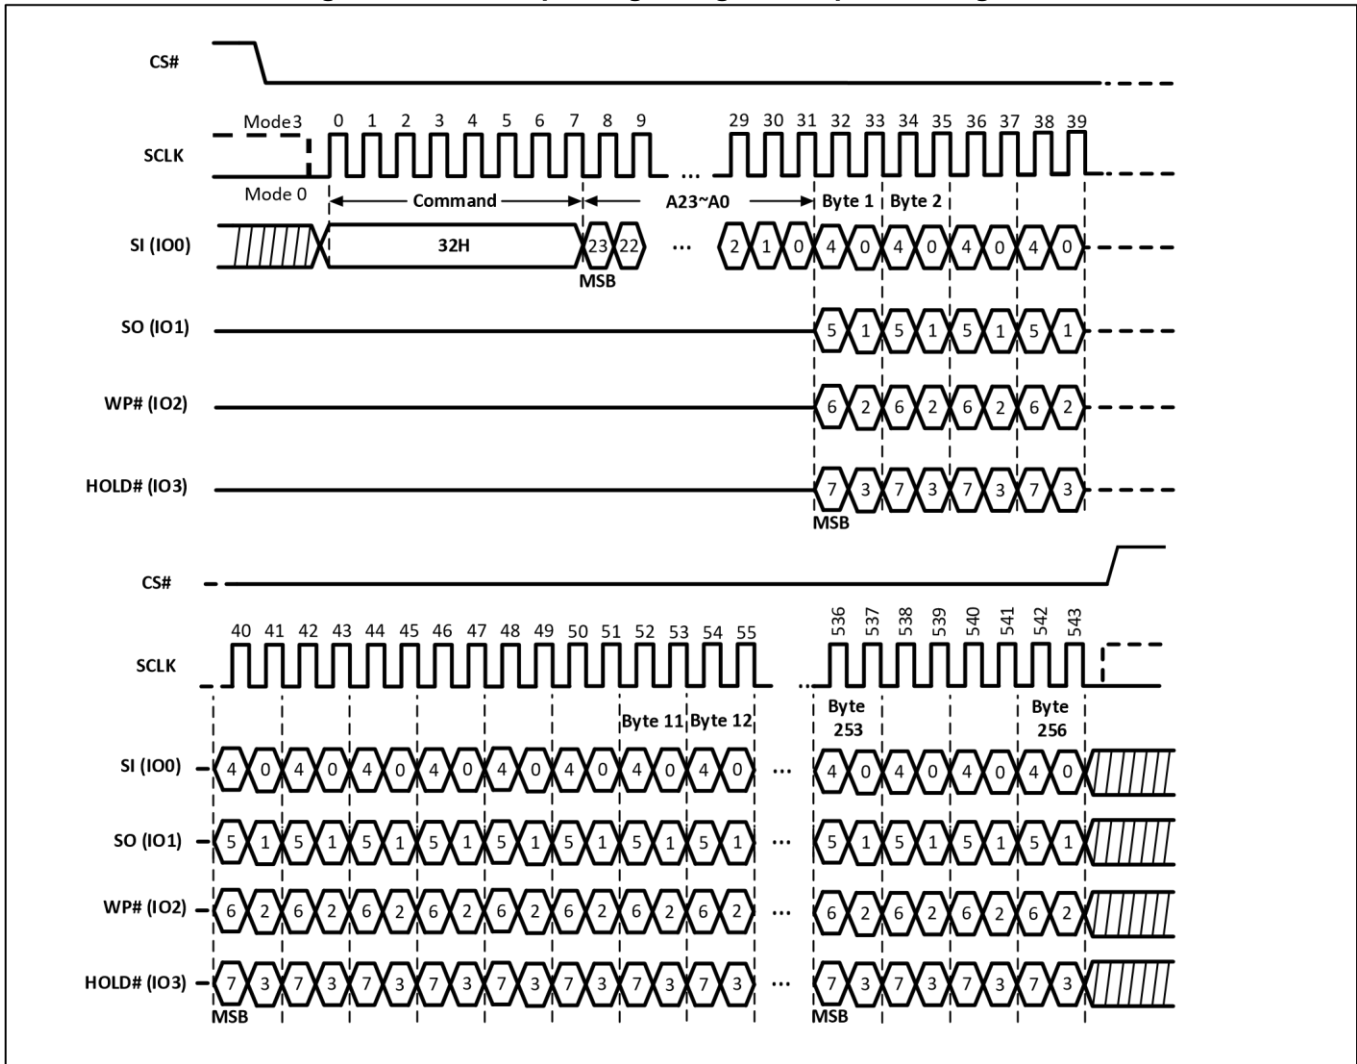 CS#
Mode3 0 1 2 3 4 5 6 7 8 9 29 30 31 32 33 34 35 36 37 38 39
SCLK ...
Mode 0 Command A23~A0 Byte 1 Byte 2
SI (IO0) 32H 23 22 ... 2 1 0 4 0 4 0 4 0 4 0
MSB
SO (IO1) 5 1 5 1 5 1 5 1
WP# (IO2) 6 2 6 2 6 2 6 2
HOLD# (IO3) 7 3 7 3 7 3 7 3
MSB
CS#
40 41 42 43 44 45 46 47 48 49 50 51 52 53 54 55 536 537 538 539 540 541 542 543
SCLK ..
Byte 11 Byte 12 Byte 253 Byte 256
SI (IO0) 4 0 4 0 4 0 4 0 4 0 4 0 4 0 4 0 ... 4 0 4 0 4 0 4 0
SO (IO1) 5 1 5 1 5 1 5 1 5 1 5 1 5 1 5 1 ... 5 1 5 1 5 1 5 1
WP# (IO2) 6 2 6 2 6 2 6 2 6 2 6 2 6 2 6 2 ... 6 2 6 2 6 2 6 2
HOLD# (IO3) 7 3 7 3 7 3 7 3 7 3 7 3 7 3 7 3 ... 7 3 7 3 7 3 7 3
MSB MSB